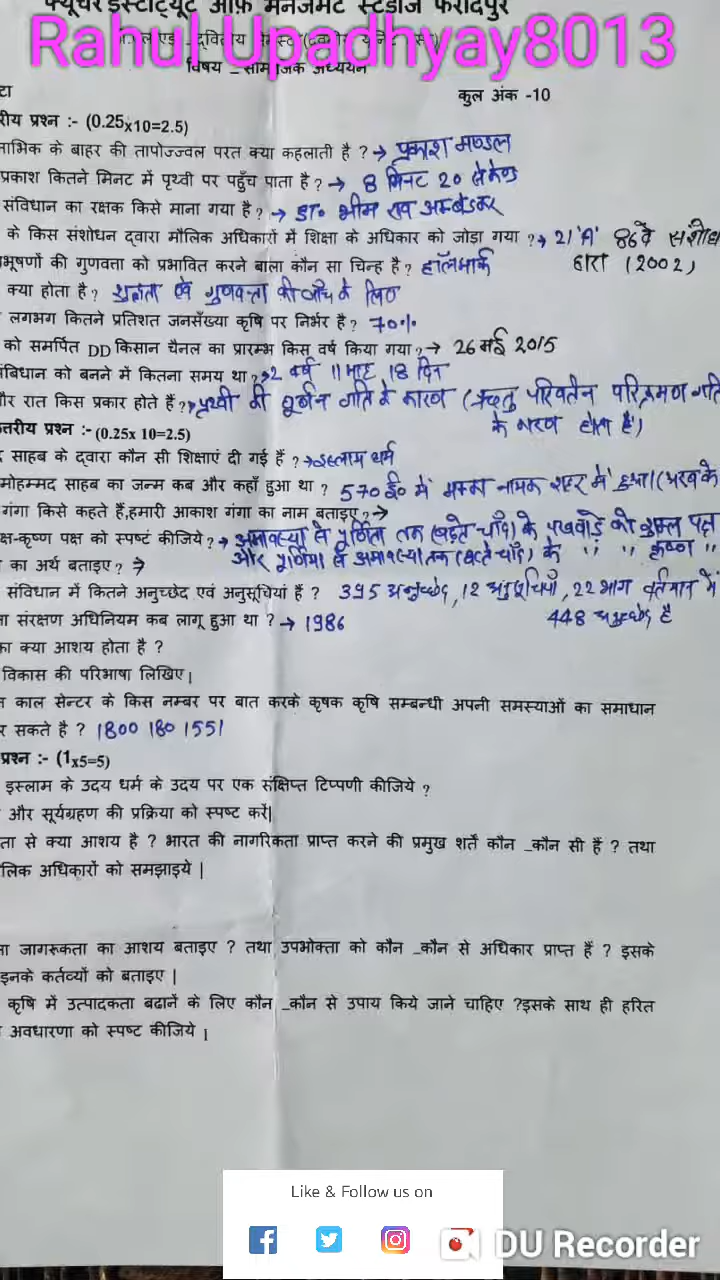 फ्यूचर इंस्टीट्यूट ऑफ़ मैनेजमेंट स्टडीज फरीदपुर
Rahul Upadhyay8013
विषय _ सामाजिक अध्ययन
कुल अंक -10
रीय प्रश्न :- (0.25x10=2.5)
नाभिक के बाहर की तापोज्ज्वल परत क्या कहलाती है ? → प्रकाश मण्डल
प्रकाश कितने मिनट में पृथ्वी पर पहुँच पाता है ? → 8 मिनट 20 सेकेण्ड
संविधान का रक्षक किसे माना गया है ? → डा० भीम राव अम्बेडकर
के किस संशोधन द्वारा मौलिक अधिकारों में शिक्षा के अधिकार को जोड़ा गया ? → 21'A' 86वे संशोध
भूषणों की गुणवत्ता को प्रभावित करने बाला कौन सा चिन्ह है ? हॉलमार्क द्वारा (2002)
क्या होता है ? शुद्धता एवं गुणवत्ता की जाँच के लिए
लगभग कितने प्रतिशत जनसँख्या कृषि पर निर्भर है ? 70%
को समर्पित DD किसान चैनल का प्रारम्भ किस वर्ष किया गया ? → 26 मई 2015
संबिधान को बनने में कितना समय था ? → 2 वर्ष 11 माह 18 दिन
और रात किस प्रकार होते हैं ? → पृथ्वी की घूर्णन गति के कारण (ऋतु परिवर्तन परिक्रमण गति
के कारण होता है)
त्तरीय प्रश्न :- (0.25x 10=2.5)
साहब के द्वारा कौन सी शिक्षाएं दी गई हैं ? → इस्लाम धर्म
मोहम्मद साहब का जन्म कब और कहाँ हुआ था ? 570 ई० में मक्का नामक शहर में हुआ। (अरब के
गंगा किसे कहते हैं,हमारी आकाश गंगा का नाम बताइए ? →
क्ष-कृष्ण पक्ष को स्पष्टं कीजिये ? → अमावस्या से पूर्णिमा तक (बढ़ते चाँद) के पखवाड़े को शुक्ल पक्ष
और पूर्णिमा से अमावस्या तक (घटते चाँद) के " " कृष्ण "
का अर्थ बताइए ? →
संविधान में कितने अनुच्छेद एवं अनुसूचियां हैं ? 395 अनुच्छेद, 12 अनुसूचियाँ, 22 भाग वर्तमान में
448 अनुच्छेद है
ा संरक्षण अधिनियम कब लागू हुआ था ? → 1986
का क्या आशय होता है ?
विकास की परिभाषा लिखिए |
काल सेन्टर के किस नम्बर पर बात करके कृषक कृषि सम्बन्धी अपनी समस्याओं का समाधान
र सकते है ? 1800 180 1551
प्रश्न :- (1x5=5)
इस्लाम के उदय धर्म के उदय पर एक संक्षिप्त टिप्पणी कीजिये ?
और सूर्यग्रहण की प्रक्रिया को स्पष्ट करें|
ता से क्या आशय है ? भारत की नागरिकता प्राप्त करने की प्रमुख शर्ते कौन _कौन सी हैं ? तथा
लिक अधिकारों को समझाइये |
ा जागरूकता का आशय बताइए ? तथा उपभोक्ता को कौन _कौन से अधिकार प्राप्त हैं ? इसके
इनके कर्तव्यों को बताइए |
कृषि में उत्पादकता बढानें के लिए कौन _कौन से उपाय किये जाने चाहिए ?इसके साथ ही हरित
अवधारणा को स्पष्ट कीजिये |
Like & Follow us on
DU Recorder